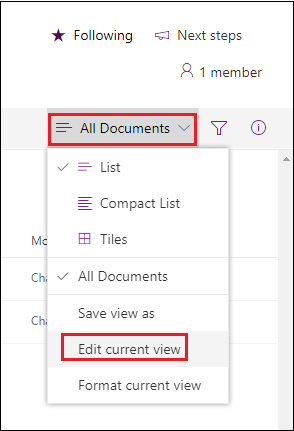 Following Next steps
1 member
All Documents
List
Compact List
Mo
Tiles
Cha
All Documents
Save view as
Cha
Edit current view
Format current view